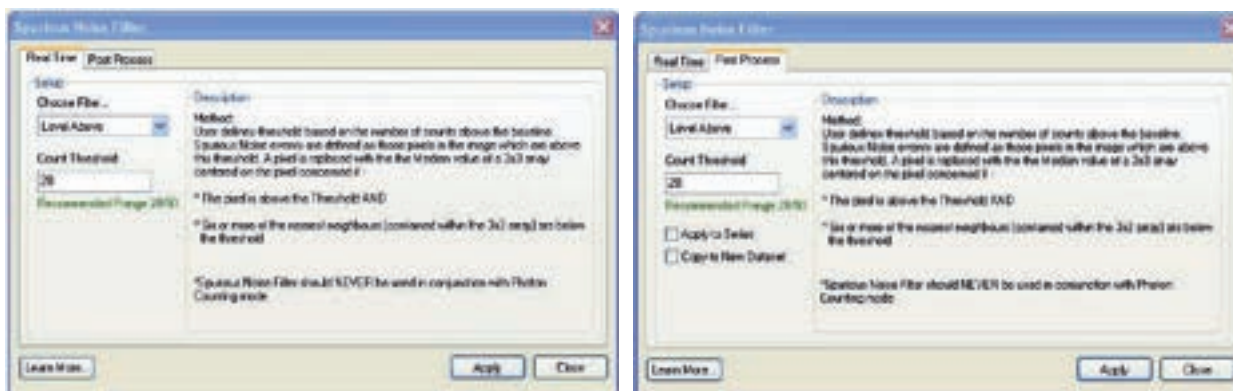 Spurious Noise Filter
Real Time Post Process
Setup
Choose Filter...
Level Above
Count Threshold
20
Recommended Range
Description
Method:
User defines threshold based on the number of counts above the baseline.
Spurious Noise errors are defined as those pixels in the image which are above
this threshold. A pixel is replaced with the the Median value of a 3x3 array
centered on the pixel concerned if :
* The pixel is above the Threshold AND
* Six or more of the nearest neighbours (contained within the 3x3 array) are below
the threshold
*Spurious Noise Filter should NEVER be used in conjunction with Photon
Counting mode
Learn More...
Apply
Close
Spurious Noise Filter
Real Time Post Process
Setup
Choose Filter...
Level Above
Count Threshold
20
Recommended Range
Apply to Series
Copy to New Dataset
Description
Method:
User defines threshold based on the number of counts above the baseline.
Spurious Noise errors are defined as those pixels in the image which are above
this threshold. A pixel is replaced with the the Median value of a 3x3 array
centered on the pixel concerned if :
* The pixel is above the Threshold AND
* Six or more of the nearest neighbours (contained within the 3x3 array) are below
the threshold
*Spurious Noise Filter should NEVER be used in conjunction with Photon
Counting mode
Learn More...
Apply
Close